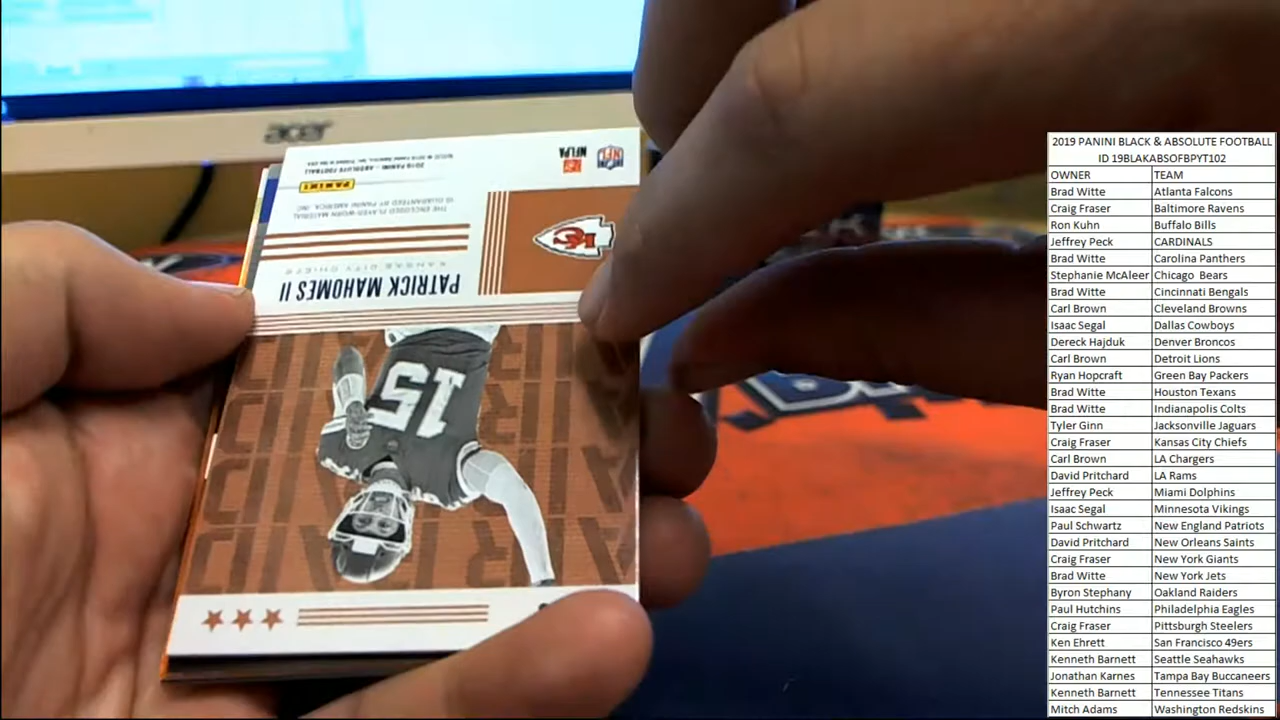 acer
2019 PANINI - ABSOLUTE FOOTBALL
PANINI
NFLPA
NFL
THE ENCLOSED PLAYER-WORN MATERIAL
IS GUARANTEED BY PANINI AMERICA, INC.
KC
KANSAS CITY CHIEFS
PATRICK MAHOMES II
15
2019 PANINI BLACK & ABSOLUTE FOOTBALL
ID 19BLAKABSOFBPYT102
OWNER TEAM
Brad Witte Atlanta Falcons
Craig Fraser Baltimore Ravens
Ron Kuhn Buffalo Bills
Jeffrey Peck CARDINALS
Brad Witte Carolina Panthers
Stephanie McAleer Chicago Bears
Brad Witte Cincinnati Bengals
Carl Brown Cleveland Browns
Isaac Segal Dallas Cowboys
Dereck Hajduk Denver Broncos
Carl Brown Detroit Lions
Ryan Hopcraft Green Bay Packers
Brad Witte Houston Texans
Brad Witte Indianapolis Colts
Tyler Ginn Jacksonville Jaguars
Craig Fraser Kansas City Chiefs
Carl Brown LA Chargers
David Pritchard LA Rams
Jeffrey Peck Miami Dolphins
Isaac Segal Minnesota Vikings
Paul Schwartz New England Patriots
David Pritchard New Orleans Saints
Craig Fraser New York Giants
Brad Witte New York Jets
Byron Stephany Oakland Raiders
Paul Hutchins Philadelphia Eagles
Craig Fraser Pittsburgh Steelers
Ken Ehrett San Francisco 49ers
Kenneth Barnett Seattle Seahawks
Jonathan Karnes Tampa Bay Buccaneers
Kenneth Barnett Tennessee Titans
Mitch Adams Washington Redskins